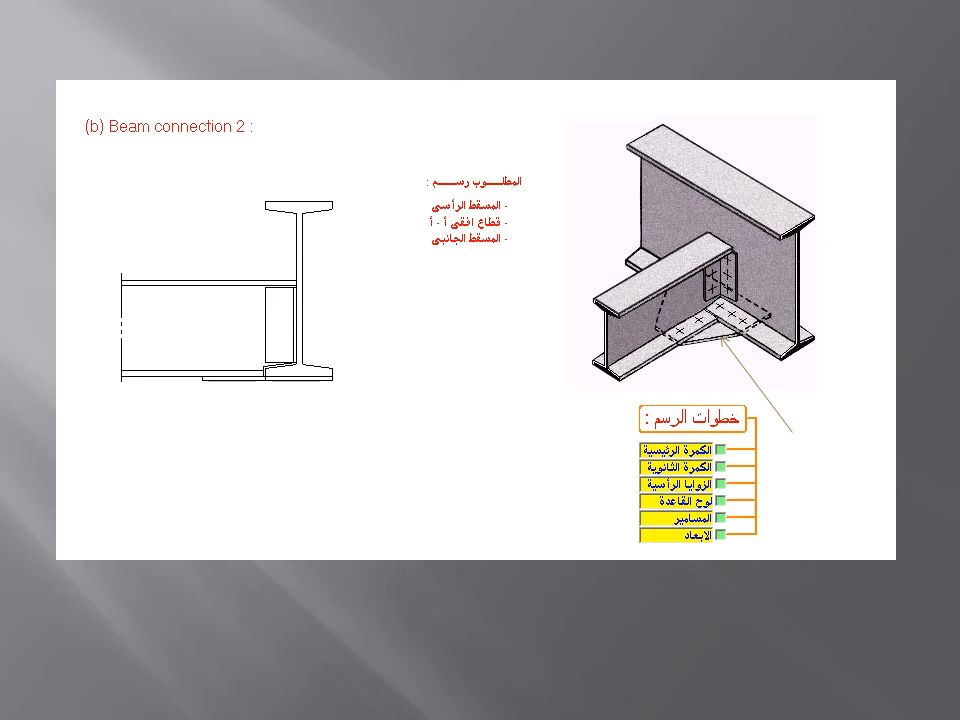 (b) Beam connection 2 :
المطلـــوب رســـم :
- المسقط الرأسى
- قطاع افقى أ - أ
- المسقط الجانبى
خطوات الرسم :
الكمرة الرئيسية
الكمرة الثانوية
الزوايا الرأسية
لوح القاعدة
المسامير
الابعاد